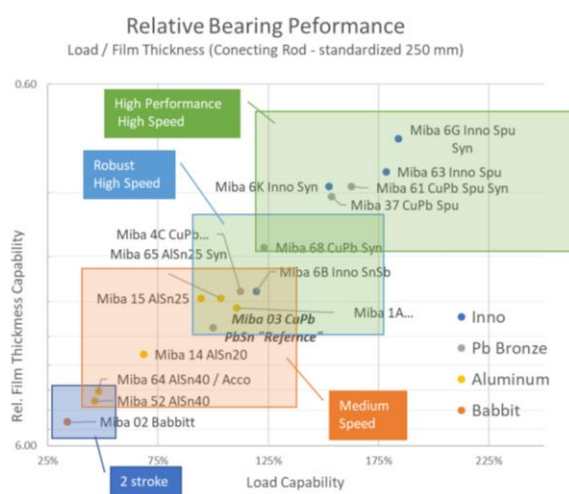 Relative Bearing Peformance
Load / Film Thickness (Conecting Rod - standardized 250 mm)
0.60
High Performance
High Speed
Miba 6G Inno Spu
Syn
Robust
High Speed
Miba 63 Inno Spu
Miba 6K Inno Syn
Miba 61 CuPb Spu Syn
Miba 37 CuPb Spu
Miba 4C CuPb...
Miba 68 CuPb Syn
Miba 65 AlSn25 Syn
Miba 6B Inno SnSb
Miba 15 AlSn25
Miba 1A...
Miba 03 CuPb
PbSn "Refernce"
Inno
Pb Bronze
Aluminum
Babbit
Miba 14 AlSn20
Miba 64 AlSn40 / Acco
Miba 52 AlSn40
Medium
Speed
Miba 02 Babbitt
Rel. Film Thickness Capability
6.00
25%
75%
125%
175%
225%
2 stroke
Load Capability